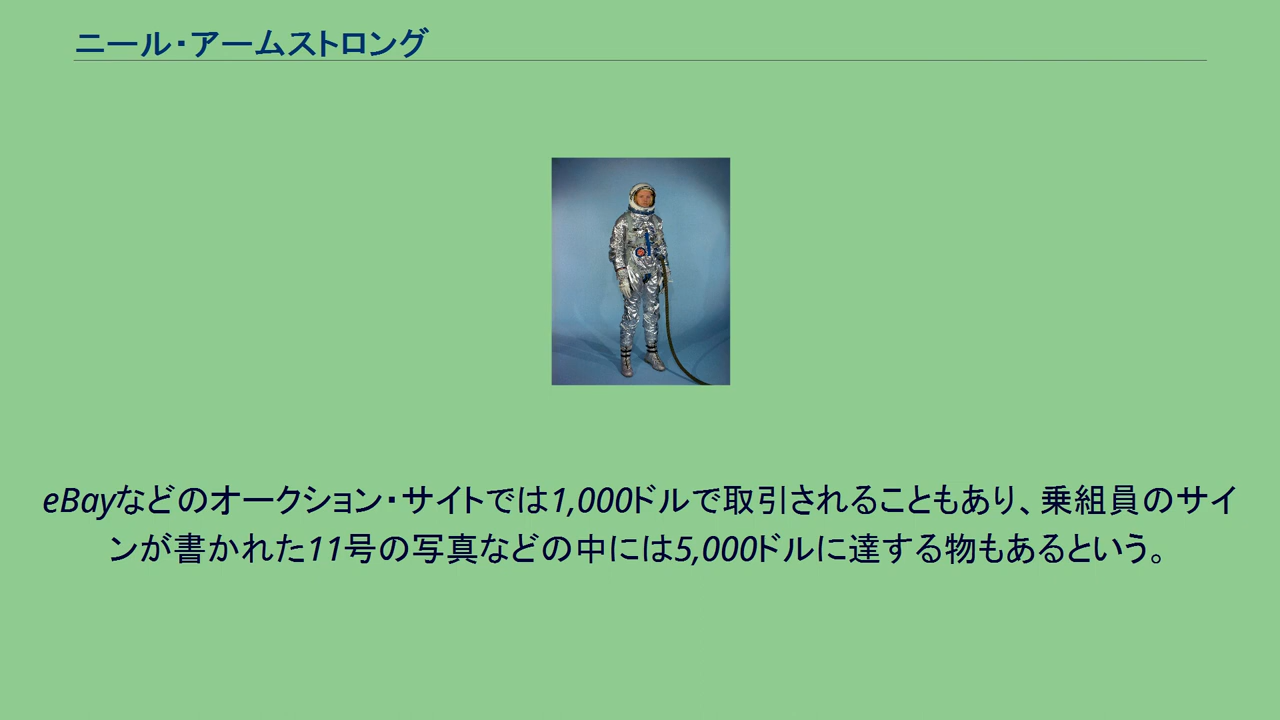 ニール・アームストロング
eBayなどのオークション・サイトでは1,000ドルで取引されることもあり、乗組員のサイ
ンが書かれた11号の写真などの中には5,000ドルに達する物もあるという。